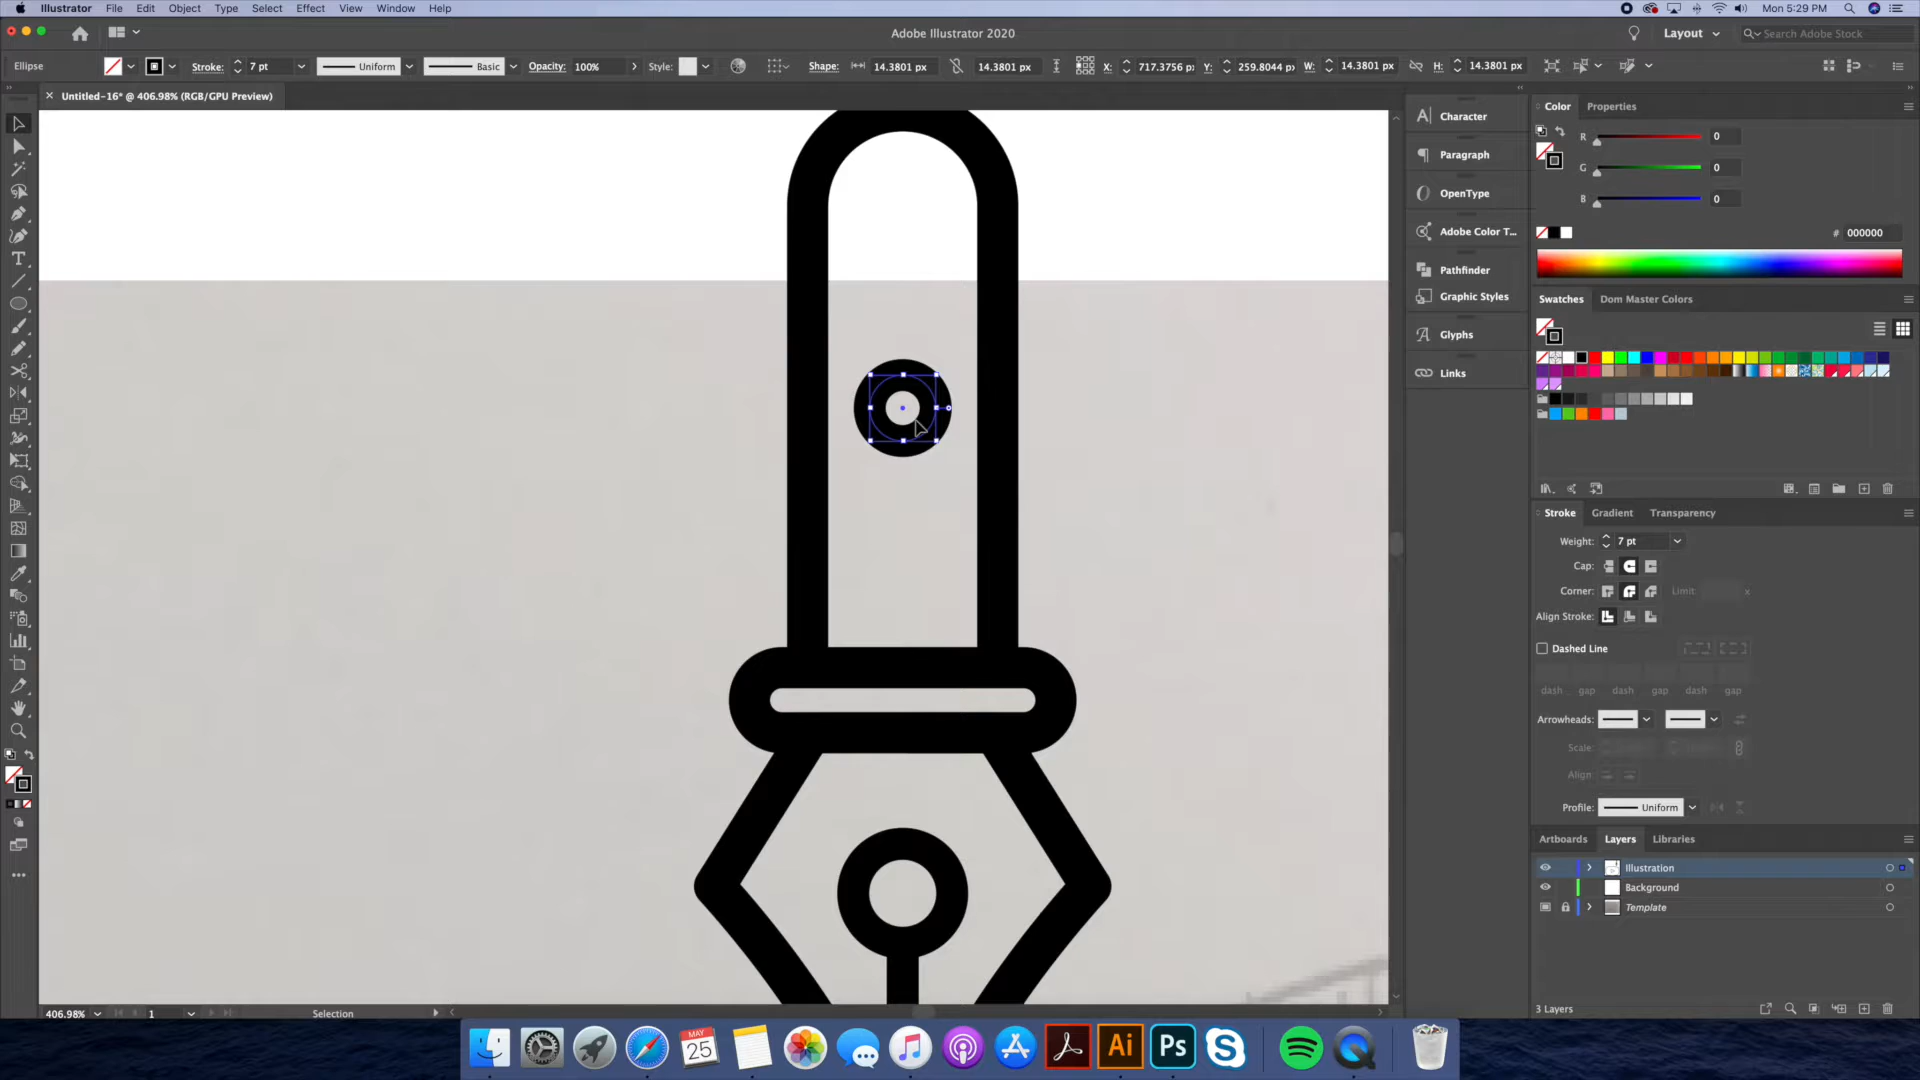 Illustrator File Edit Object Type Select Effect View Window Help Mon 5:29 PM
Adobe Illustrator 2020 Layout Search Adobe Stock
Ellipse Stroke: 7 pt Uniform Basic Opacity: 100% Style: Shape: 14.3801 px 14.3801 px X: 717.3756 px Y: 259.8044 px W: 14.3801 px H: 14.3801 px
Untitled-16* @ 406.98% (RGB/GPU Preview)
Character
Paragraph
OpenType
Adobe Color T...
Pathfinder
Graphic Styles
Glyphs
Links
Color Properties
R 0
G 0
B 0
# 000000
Swatches Dom Master Colors
Stroke Gradient Transparency
Weight: 7 pt
Cap:
Corner: Limit: x
Align Stroke:
Dashed Line
dash gap dash gap dash gap
Arrowheads:
Scale:
Align:
Profile: Uniform
Artboards Layers Libraries
Illustration
Background
Template
3 Layers
406.98% 1 Selection
MAY
25
Ai
Ps